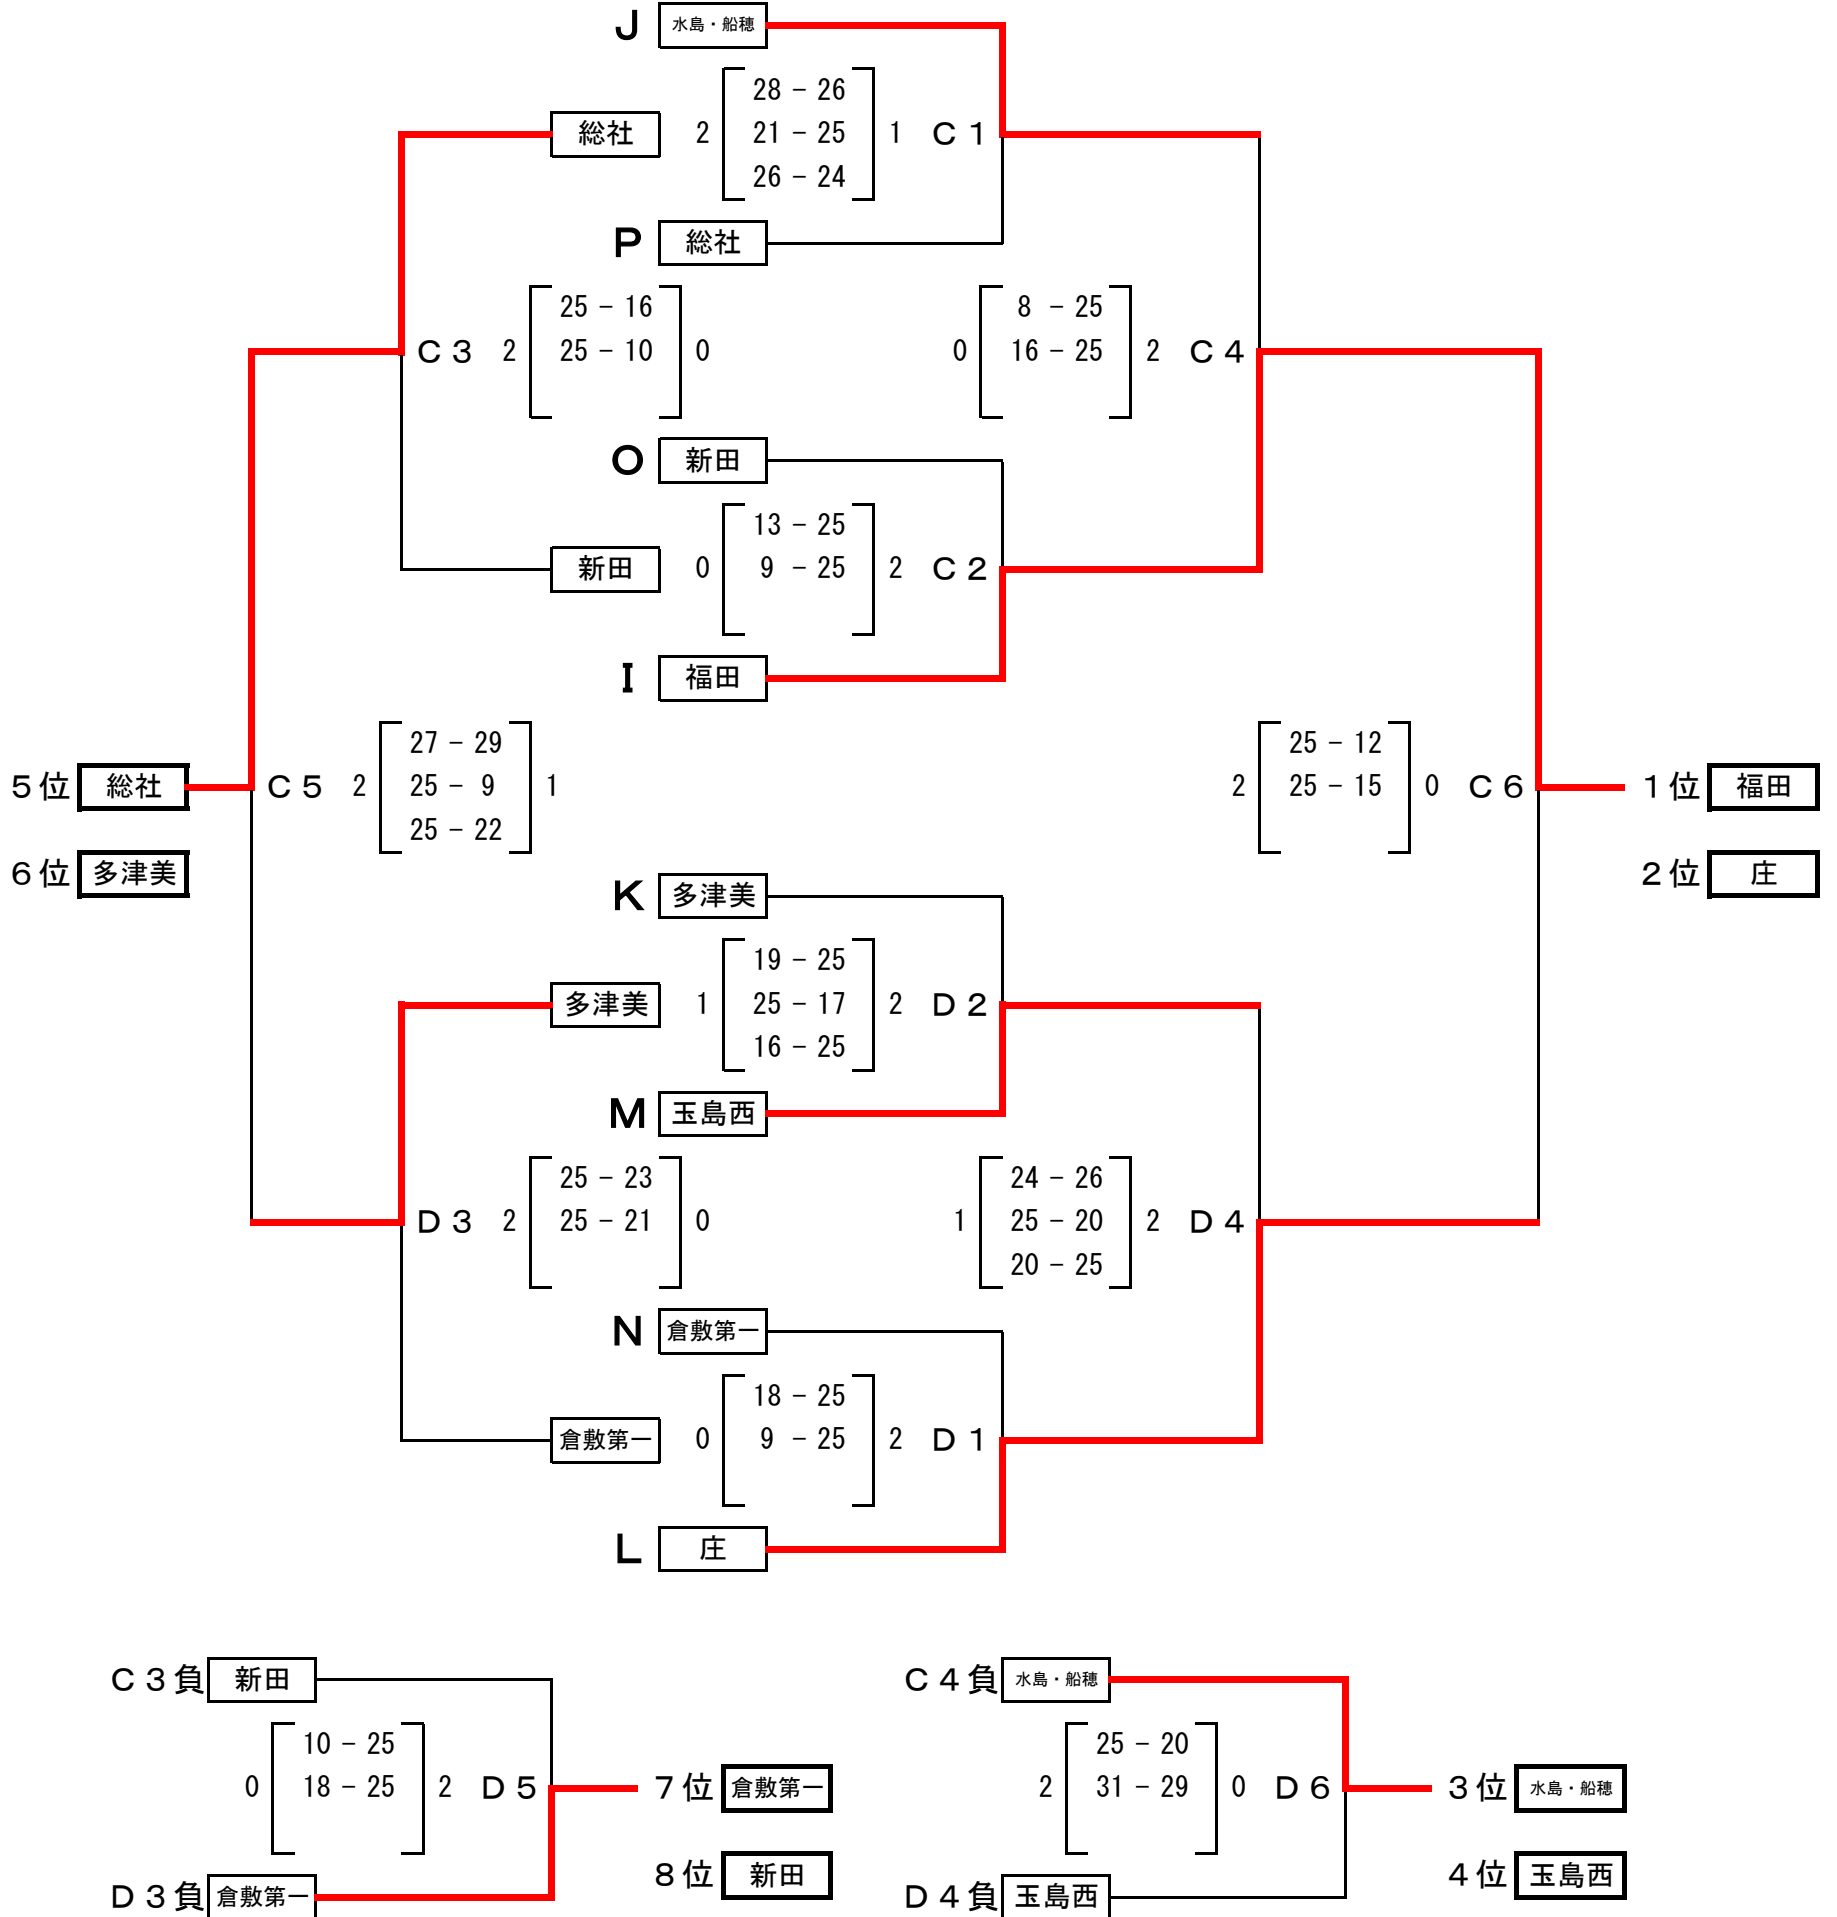 J 水島・船穂
28 － 26
総社 2 21 － 25 1 C 1
26 － 24
P 総社
25 － 16 8 － 25
C 3 2 25 － 10 0 0 16 － 25 2 C 4
O 新田
13 － 25
新田 0 9 － 25 2 C 2
I 福田
27 － 29 25 － 12
5 位 総社 C 5 2 25 － 9 1 2 25 － 15 0 C 6 1 位 福田
25 － 22
6 位 多津美 K 多津美 2 位 庄
19 － 25
多津美 1 25 － 17 2 D 2
16 － 25
M 玉島西
25 － 23 24 － 26
D 3 2 25 － 21 0 1 25 － 20 2 D 4
20 － 25
N 倉敷第一
18 － 25
倉敷第一 0 9 － 25 2 D 1
L 庄
C 3 負 新田 C 4 負 水島・船穂
10 － 25 25 － 20
0 18 － 25 2 D 5 7 位 倉敷第一 2 31 － 29 0 D 6 3 位 水島・船穂
8 位 新田 4 位 玉島西
D 3 負 倉敷第一 D 4 負 玉島西